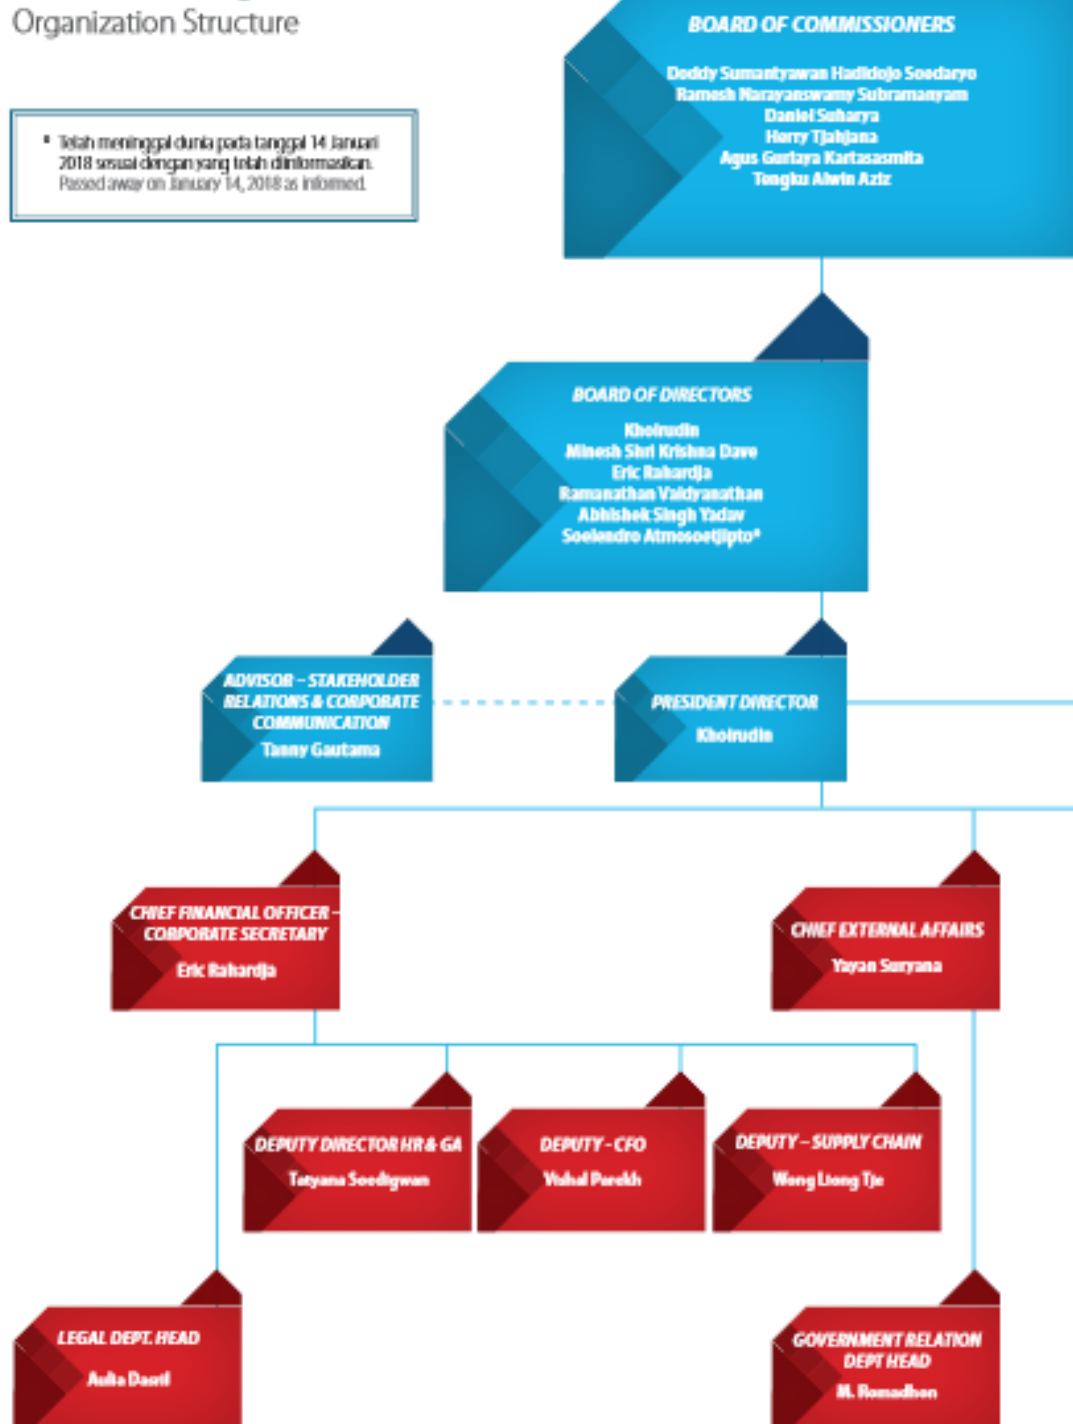 Organization Structure
* Telah meninggal dunia pada tanggal 14 Januari
2018 sesuai dengan yang telah diinformasikan.
Passed away on January 14, 2018 as informed.
BOARD OF COMMISSIONERS
Doddy Sumantyawan Hadidojo Soedaryo
Ramesh Narayanswamy Subramanyam
Daniel Suharya
Herry Tjahjana
Agus Gurlaya Kartasasmita
Tengku Alwin Aziz
BOARD OF DIRECTORS
Khoirudin
Minesh Shri Krishna Dave
Eric Rahardja
Ramanathan Vaidyanathan
Abhishek Singh Yadav
Soelendro Atmosoetjipto*
ADVISOR – STAKEHOLDER
RELATIONS & CORPORATE
COMMUNICATION
Tanny Gautama
PRESIDENT DIRECTOR
Khoirudin
CHIEF FINANCIAL OFFICER –
CORPORATE SECRETARY
Eric Rahardja
CHIEF EXTERNAL AFFAIRS
Yayan Suryana
DEPUTY DIRECTOR HR & GA
Tatyana Soedigwan
DEPUTY - CFO
Vishal Parekh
DEPUTY – SUPPLY CHAIN
Wong Liong Tje
LEGAL DEPT. HEAD
Aulia Dasril
GOVERNMENT RELATION
DEPT HEAD
M. Romadhon